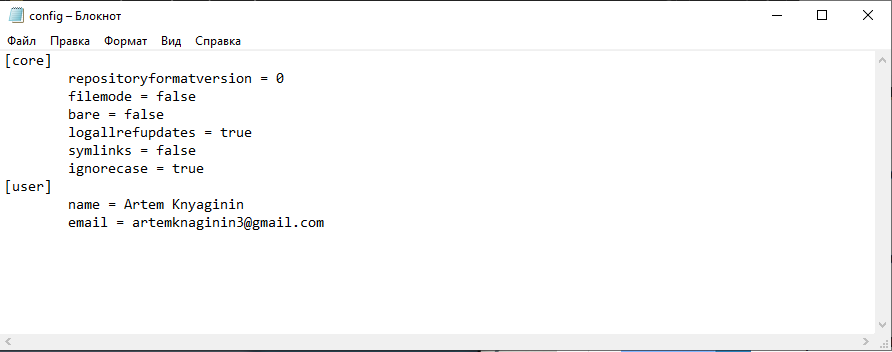 config – Блокнот
Файл Правка Формат Вид Справка
[core]
repositoryformatversion = 0
filemode = false
bare = false
logallrefupdates = true
symlinks = false
ignorecase = true
[user]
name = Artem Knyaginin
email = artemknaginin3@gmail.com